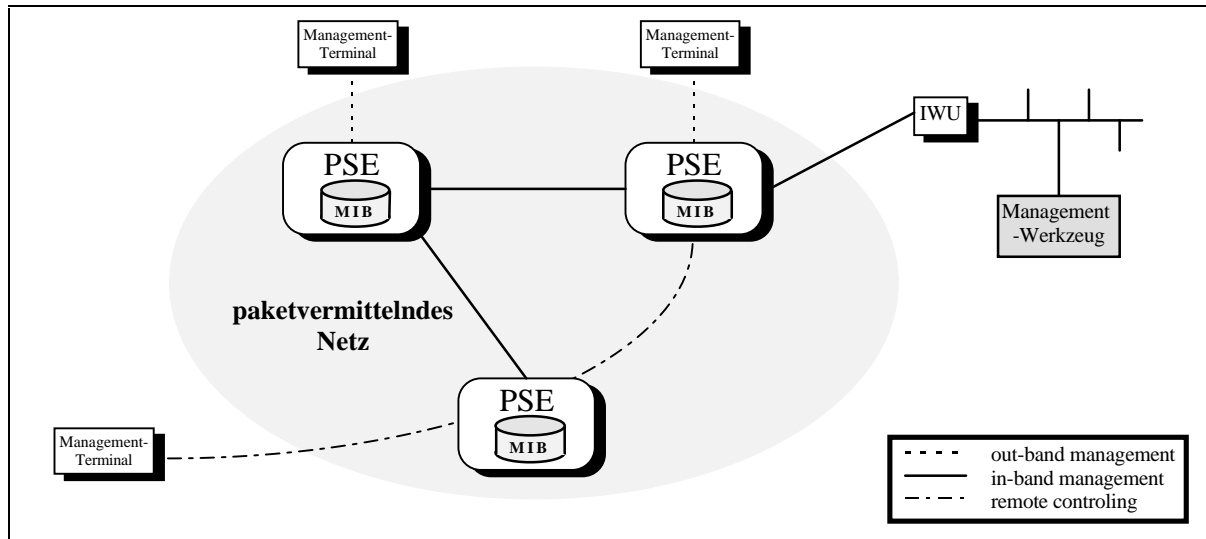 Management-
Terminal
Management-
Terminal
IWU
PSE
MIB
PSE
MIB
Management
-Werkzeug
paketvermittelndes
Netz
PSE
MIB
Management-
Terminal
out-band management
in-band management
remote controling